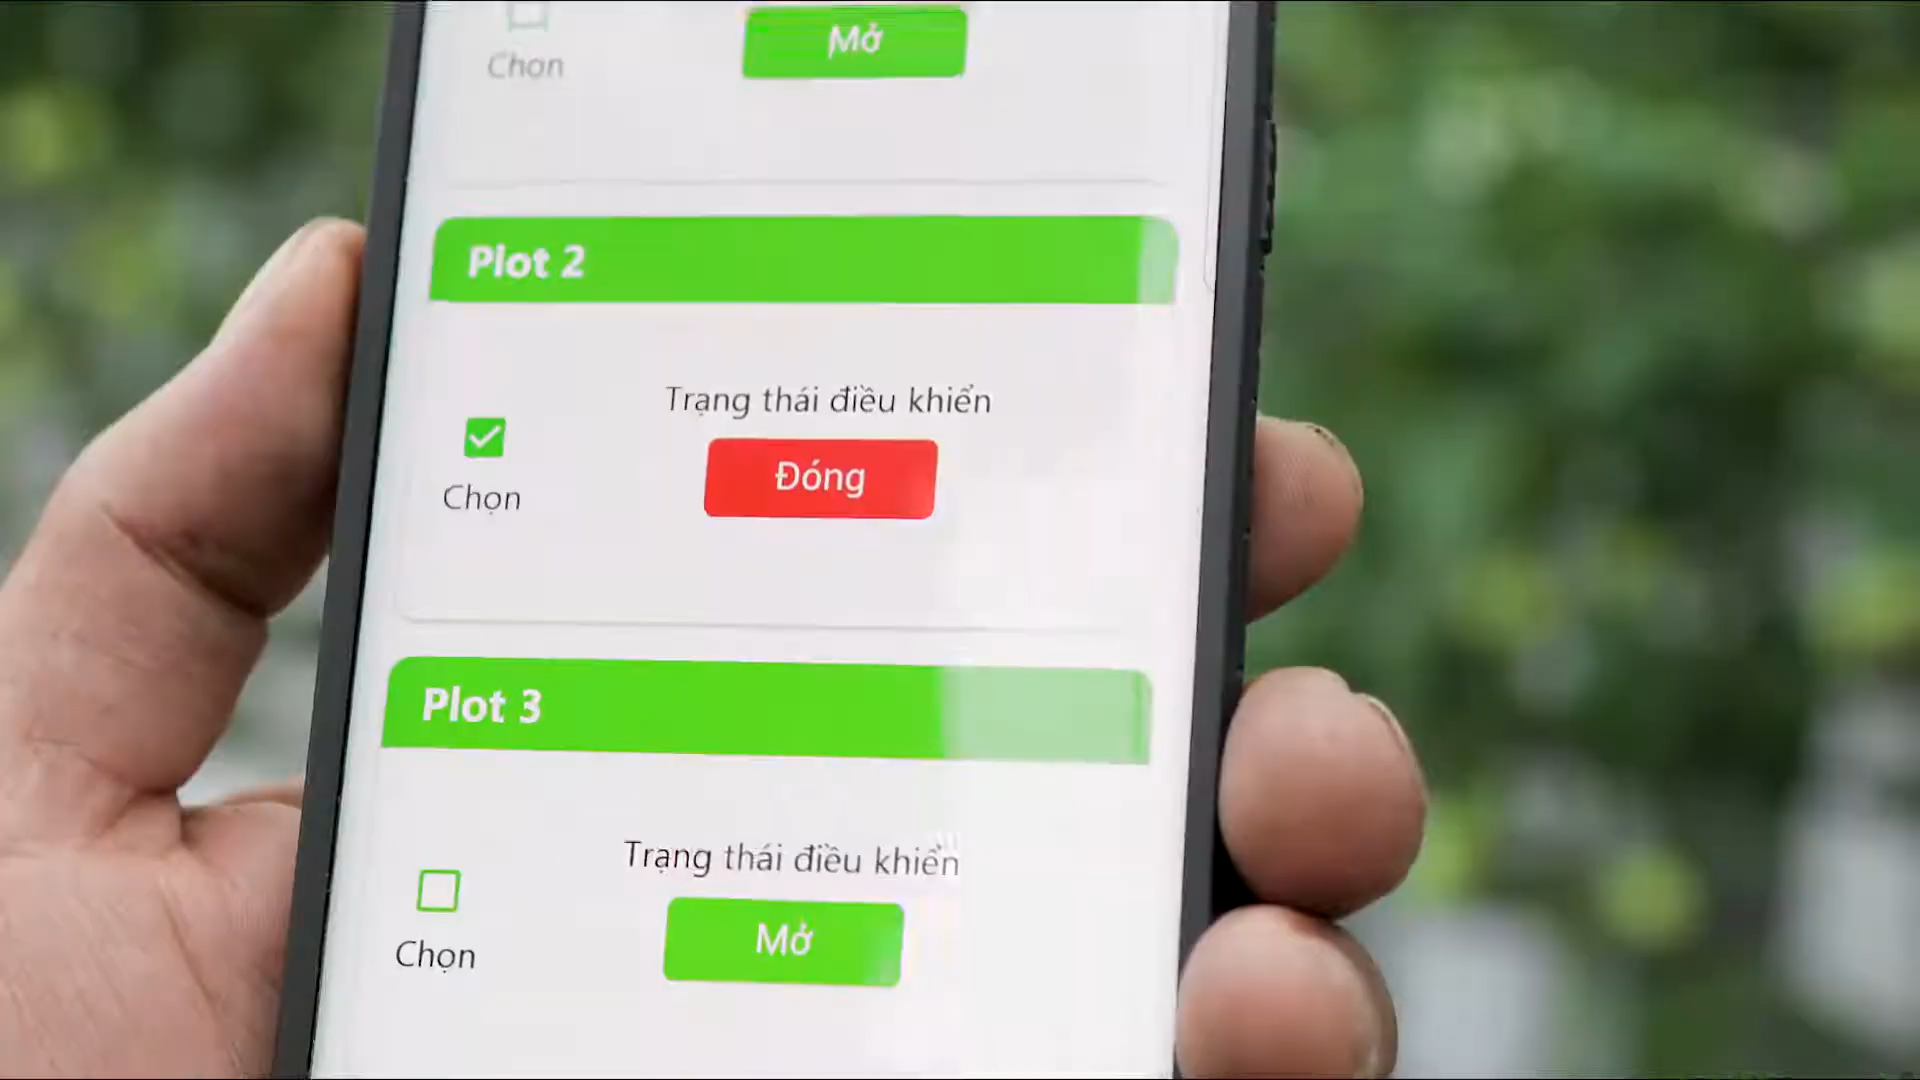 Chọn
Mở
Plot 2
Trạng thái điều khiển
Đóng
Chọn
Plot 3
Trạng thái điều khiển
Mở
Chọn